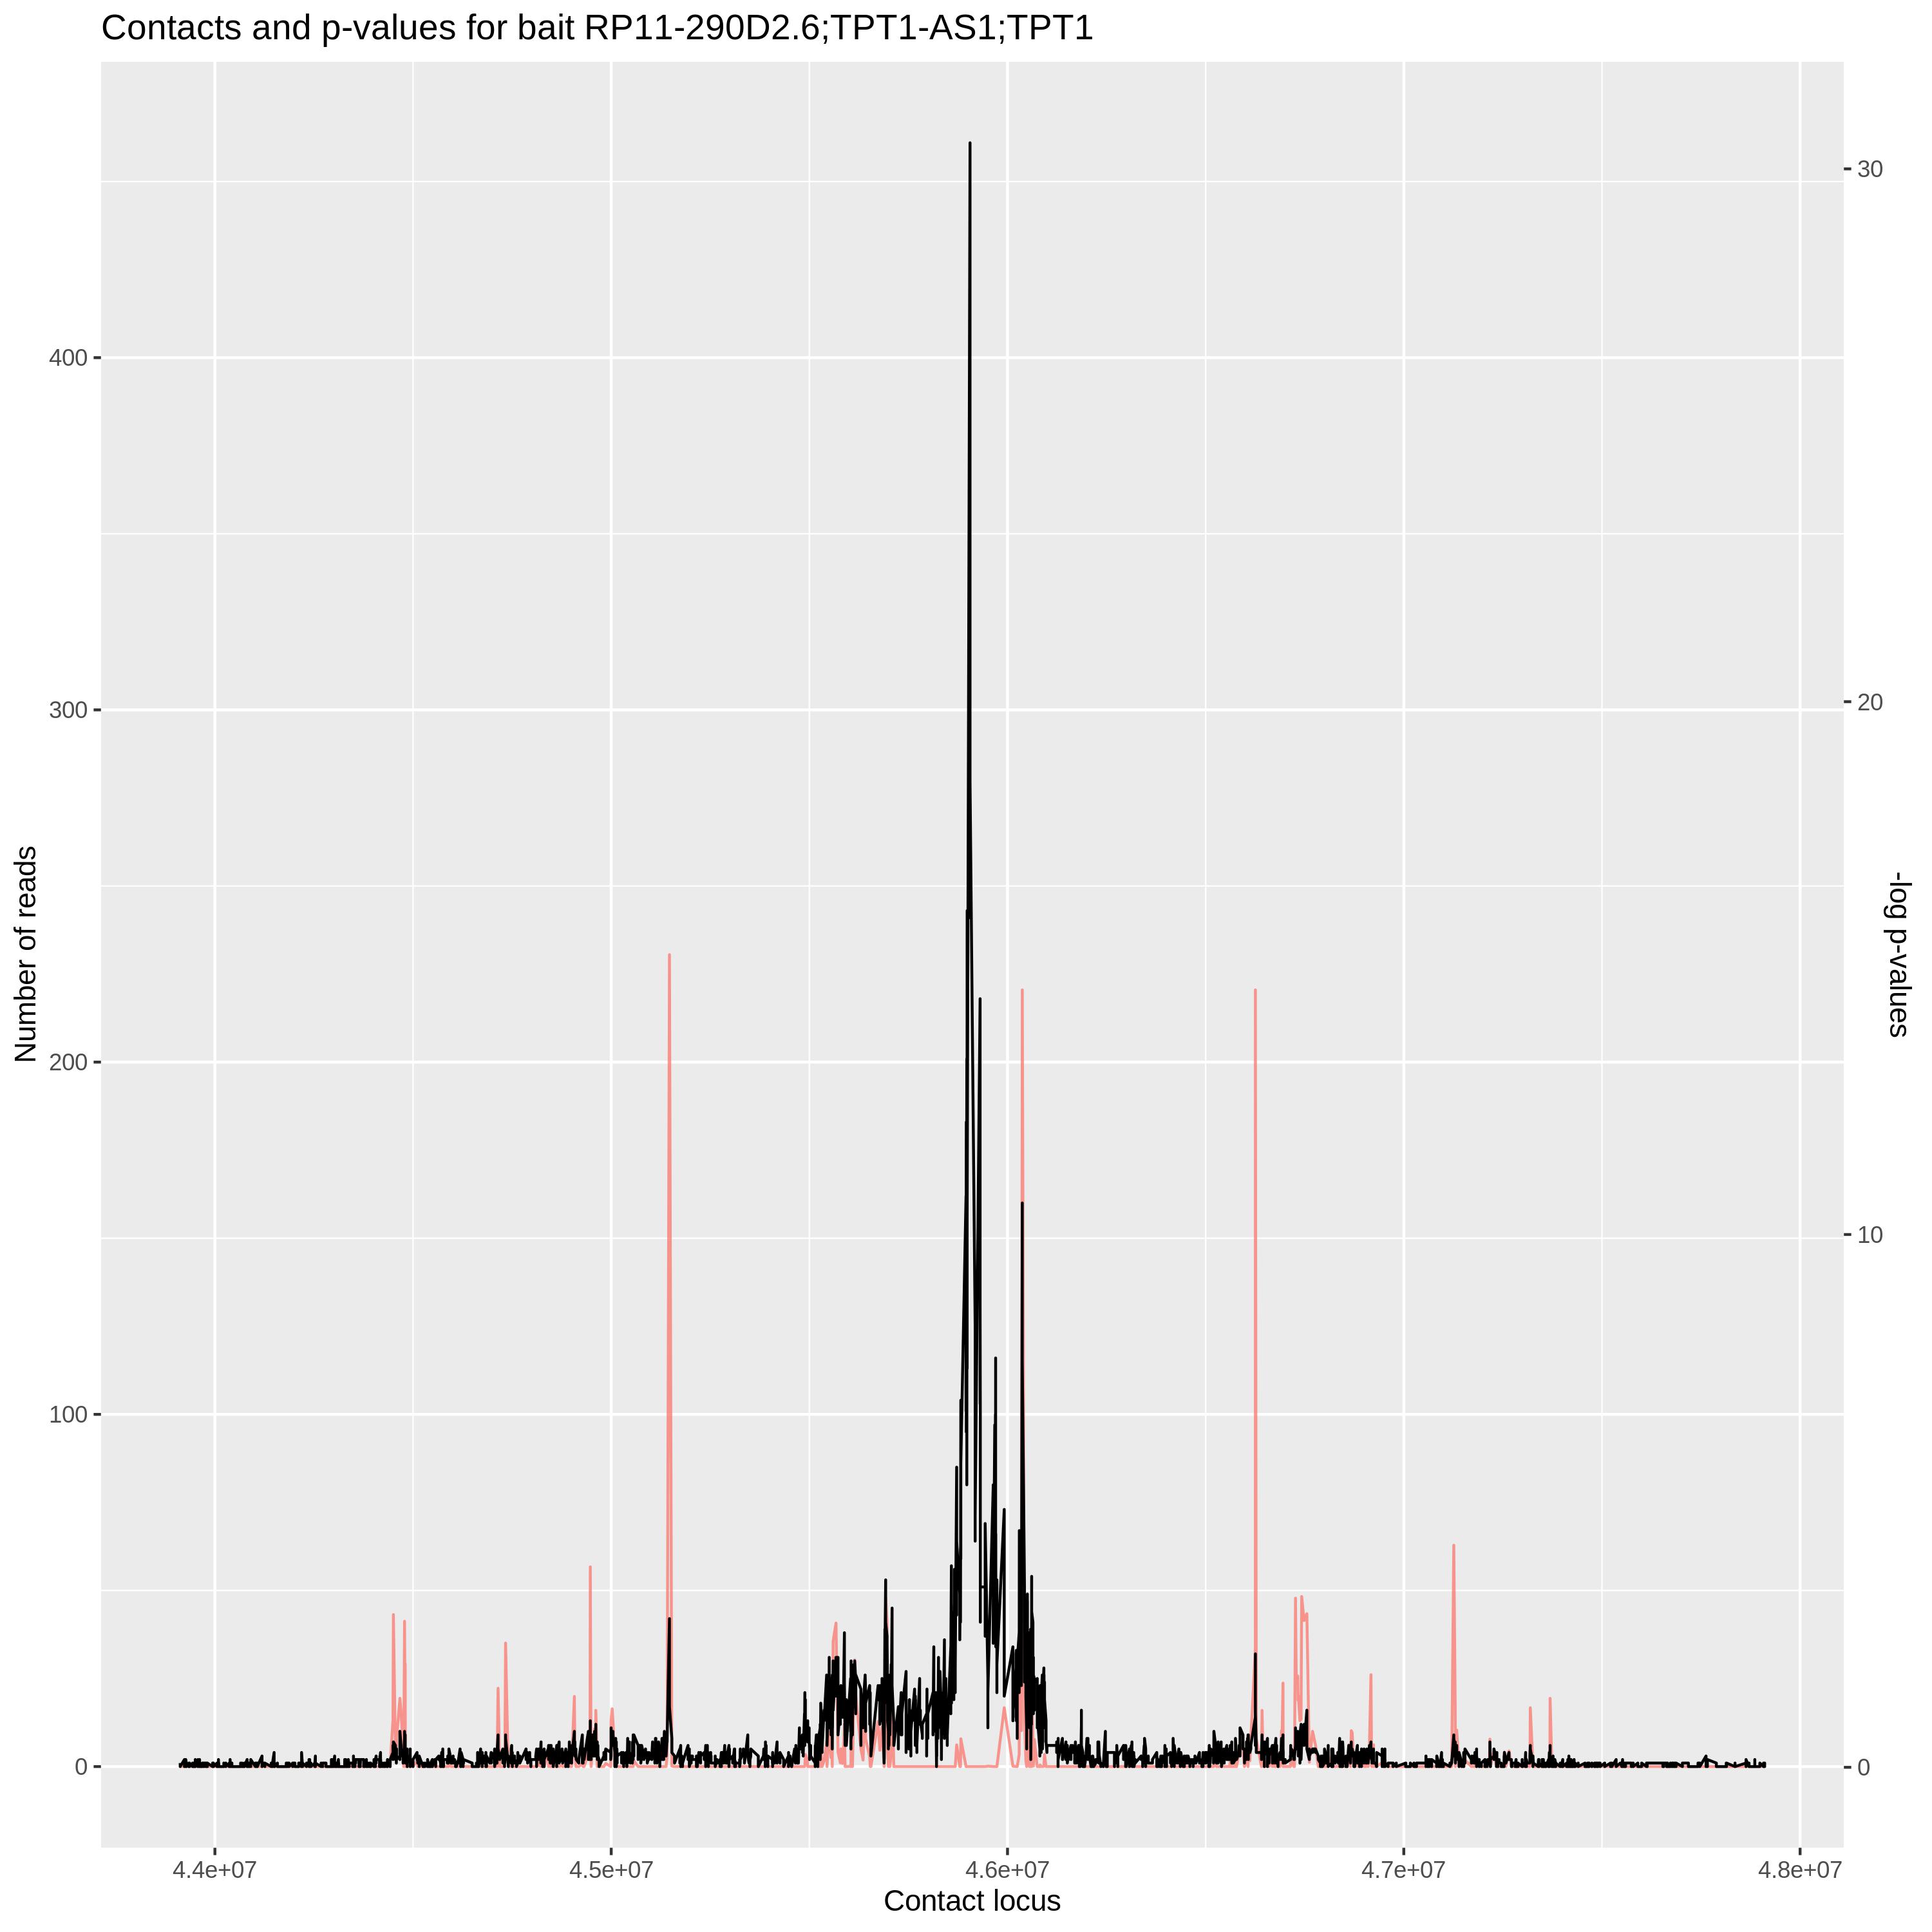 Contacts and p-values for bait RP11-290D2.6;TPT1-AS1;TPT1
Number of reads
400
300
200
100
0
30
20
10
0
-log p-values
4.4e+07 4.5e+07 4.6e+07 4.7e+07 4.8e+07
Contact locus